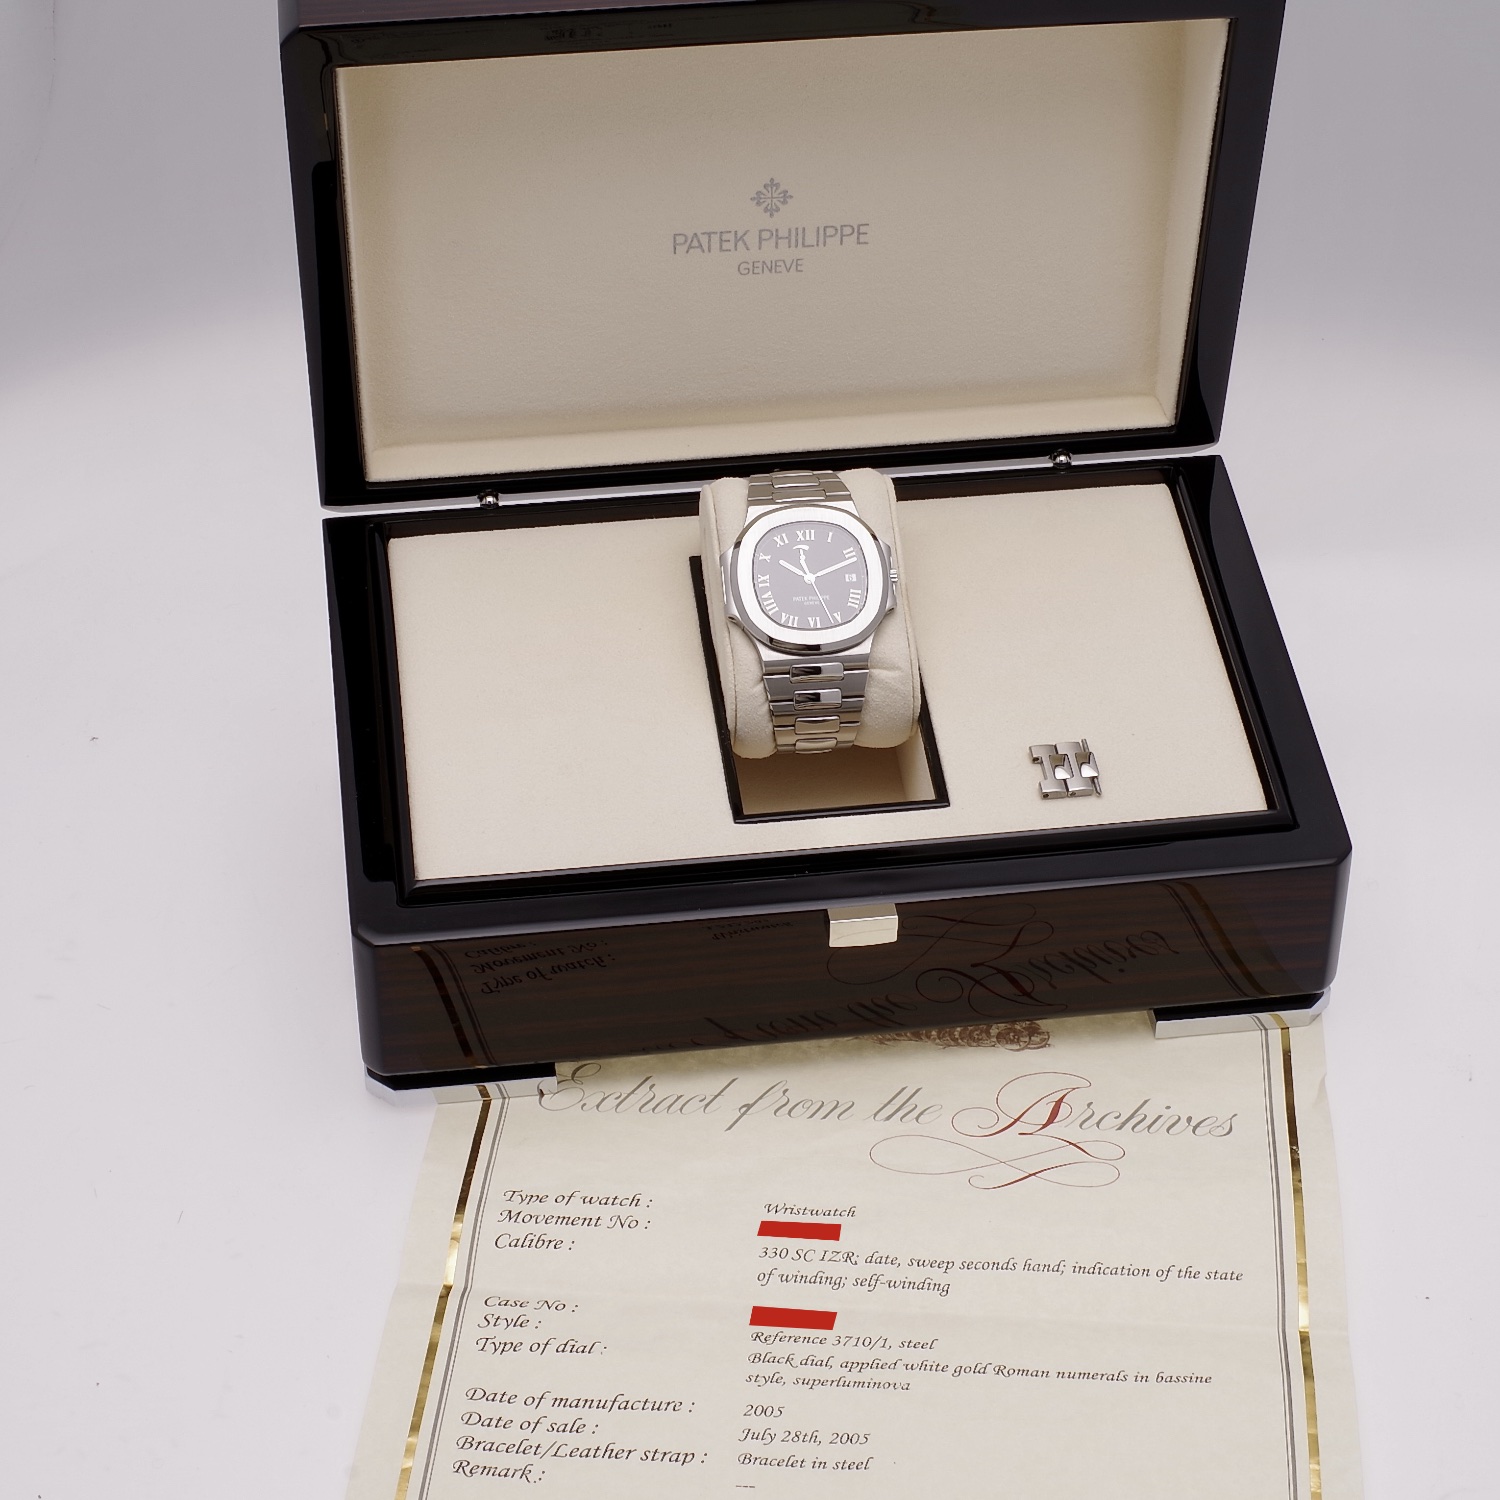 PATEK PHILIPPE
GENEVE
XI XII I
X II
IX
VIII IIII
VII VI V
PATEK PHILIPPE
GENEVE
Extract from the Archives
Type of watch : Wristwatch
Movement No :
Calibre : 330 SC IZR; date, sweep seconds hand; indication of the state
of winding; self-winding
Case No :
Style : Reference 3710/1, steel
Type of dial : Black dial, applied white gold Roman numerals in bassine
style, superluminova
Date of manufacture : 2005
Date of sale : July 28th, 2005
Bracelet/Leather strap : Bracelet in steel
Remark : ---